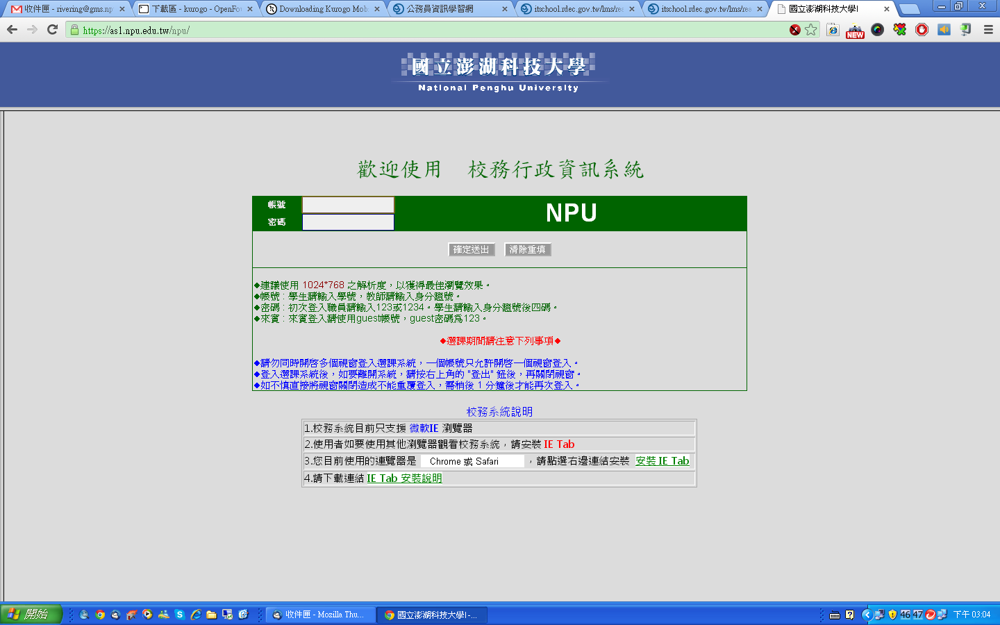 收件匣 - rivering@gms.np
下載區 - kurogo - OpenFo
Downloading Kurogo Mob
公務員資訊學習網
itschool.rdec.gov.tw/lms/rea
itschool.rdec.gov.tw/lms/rea
國立澎湖科技大學!
https://as1.npu.edu.tw/npu/
NEW
國立澎湖科技大學
National Penghu University
歡迎使用 校務行政資訊系統
帳號
密碼
NPU
確定送出 清除重填
◆建議使用 1024*768 之解析度，以獲得最佳瀏覽效果。
◆帳號：學生請輸入學號，教師請輸入身分證號。
◆密碼：初次登入職員請輸入123或1234。學生請輸入身分證號後四碼。
◆來賓：來賓登入請使用guest帳號，guest密碼為123。
◆選課期間請注意下列事項◆
◆請勿同時開啟多個視窗登入選課系統，一個帳號只允許開啟一個視窗登入。
◆登入選課系統後，如要離開系統，請按右上角的 "登出" 鈕後，再關閉視窗。
◆如不慎直接將視窗關閉造成不能重覆登入，需稍後 1 分鐘後才能再次登入。
校務系統說明
1.校務系統目前只支援 微軟IE 瀏覽器
2.使用者如要使用其他瀏覽器觀看校務系統，請安裝 IE Tab
3.您目前使用的連覽器是 Chrome 或 Safari ，請點選右邊連結安裝 安裝 IE Tab
4.請下載連結 IE Tab 安裝說明
開始
收件匣 - Mozilla Thu...
國立澎湖科技大學! -...
46 47
下午 03:04